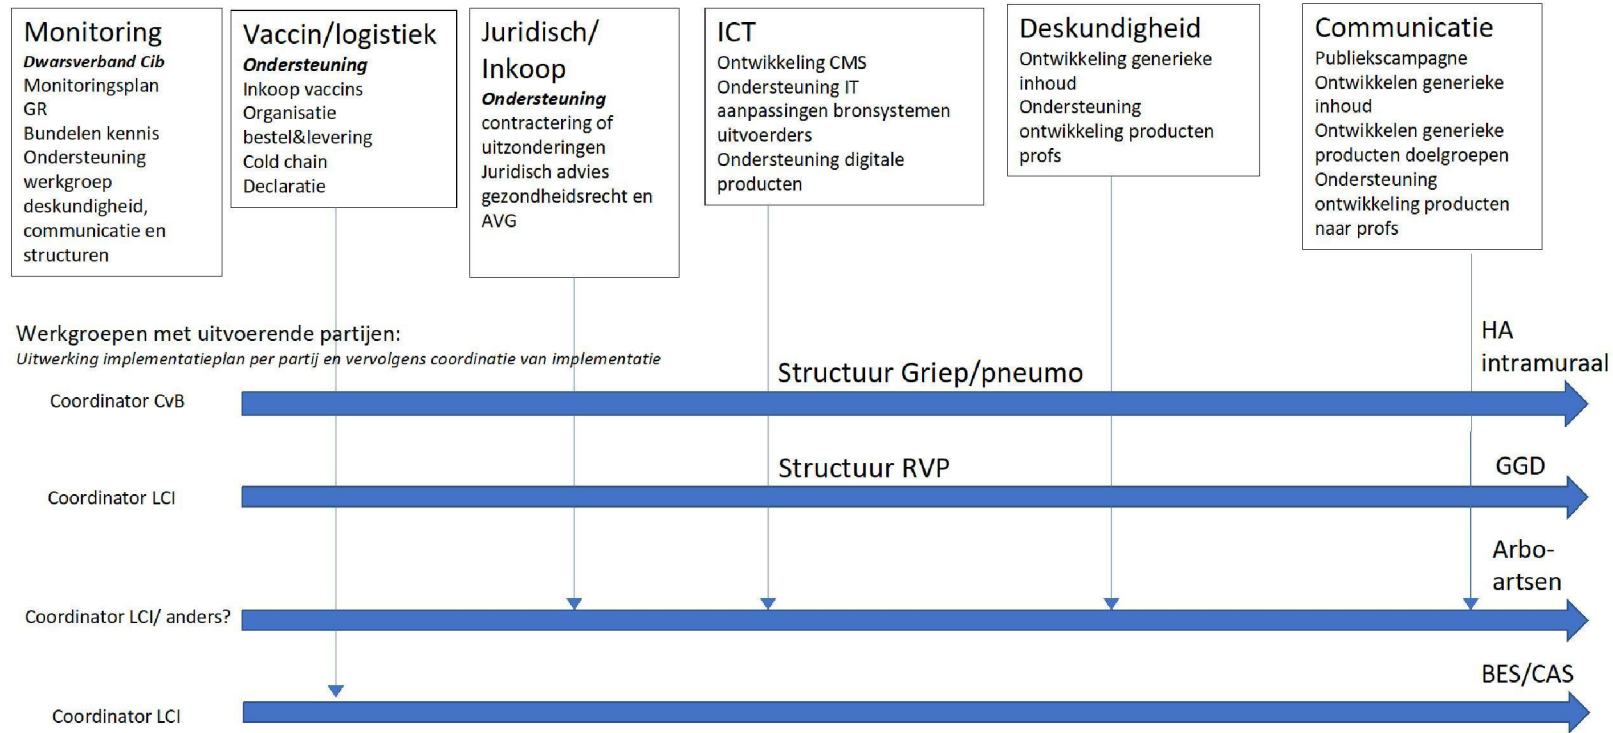 Monitoring
Dwarsverband Cib
Monitoringsplan
GR
Bundelen kennis
Ondersteuning
werkgroep
deskundigheid,
communicatie en
structuren
Vaccin/logistiek
Ondersteuning
Inkoop vaccins
Organisatie
bestel&levering
Cold chain
Declaratie
Juridisch/
Inkoop
Ondersteuning
contractering of
uitzonderingen
Juridisch advies
gezondheidsrecht en
AVG
ICT
Ontwikkeling CMS
Ondersteuning IT
aanpassingen bronsystemen
uitvoerders
Ondersteuning digitale
producten
Deskundigheid
Ontwikkeling generieke
inhoud
Ondersteuning
ontwikkeling producten
profs
Communicatie
Publiekscampagne
Ontwikkelen generieke
inhoud
Ontwikkelen generieke
producten doelgroepen
Ondersteuning
ontwikkeling producten
naar profs
Werkgroepen met uitvoerende partijen:
Uitwerking implementatieplan per partij en vervolgens coordinatie van implementatie
Structuur Griep/pneumo
HA
intramuraal
Coordinator CvB
Structuur RVP
GGD
Coordinator LCI
Arbo-
artsen
Coordinator LCI/ anders?
BES/CAS
Coordinator LCI